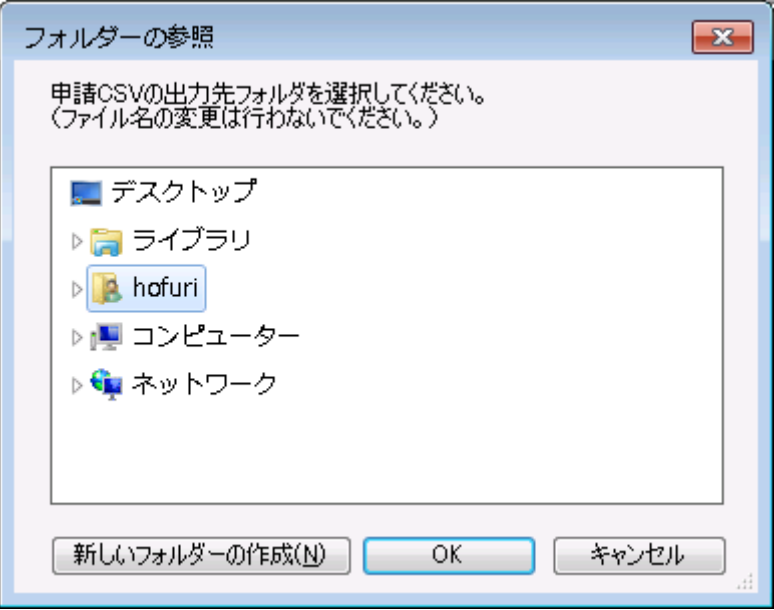 フォルダーの参照
申請CSVの出力先フォルダを選択してください。
(ファイル名の変更は行わないでください。)
デスクトップ
ライブラリ
hofuri
コンピューター
ネットワーク
新しいフォルダーの作成(N) OK キャンセル